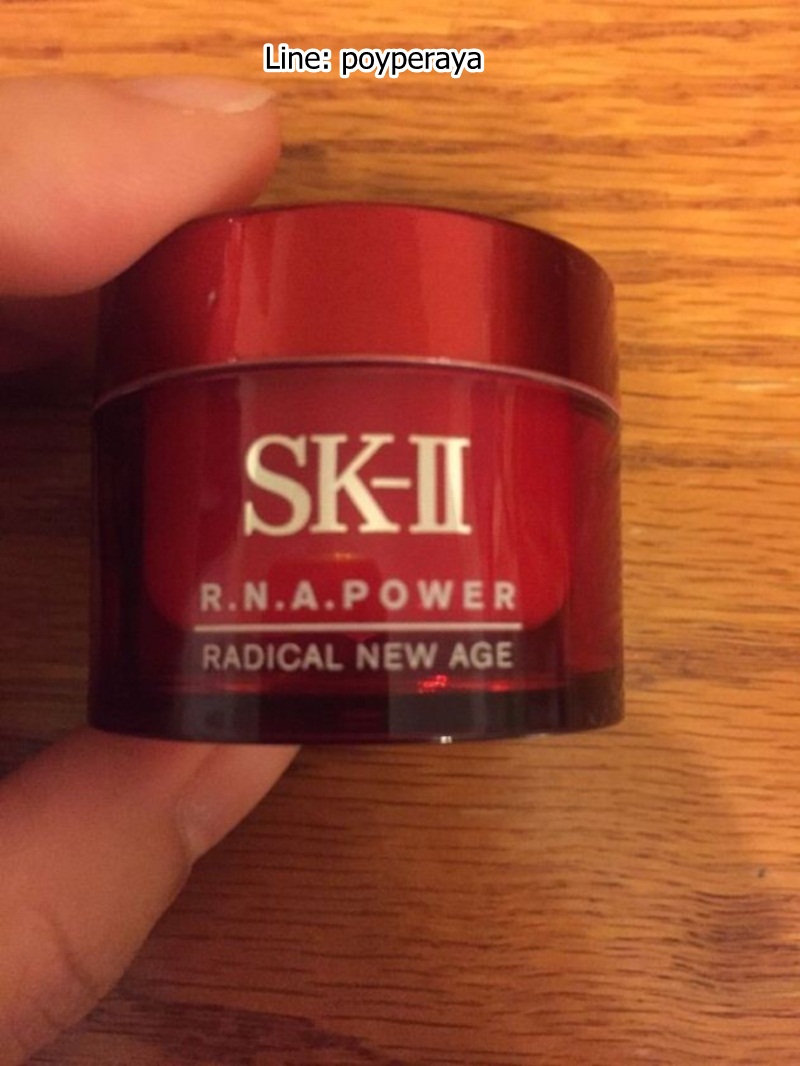 Line: poyperaya
SK-II
R.N.A.POWER
RADICAL NEW AGE